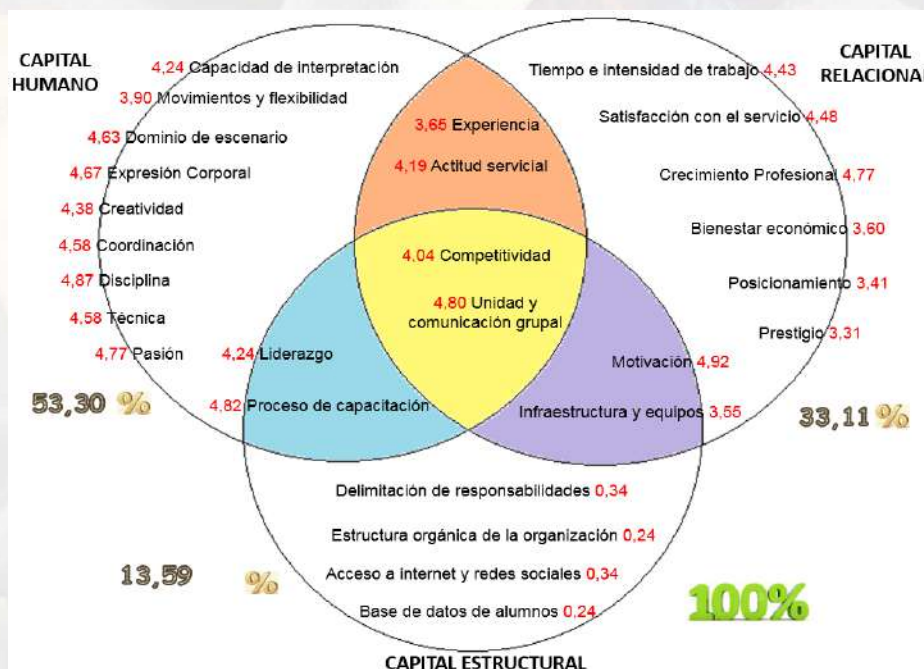 CAPITAL
HUMANO
4,24 Capacidad de interpretación
3,90 Movimientos y flexibilidad
4,63 Dominio de escenario
4,67 Expresión Corporal
4,38 Creatividad
4,58 Coordinación
4,87 Disciplina
4,58 Técnica
4,77 Pasión
53,30 %
3,65 Experiencia
4,19 Actitud servicial
4,04 Competitividad
4,80 Unidad y
comunicación grupal
4,24 Liderazgo
4,82 Proceso de capacitación
CAPITAL
RELACIONAL
Tiempo e intensidad de trabajo 4,43
Satisfacción con el servicio 4,48
Crecimiento Profesional 4,77
Bienestar económico 3,60
Posicionamiento 3,41
Prestigio 3,31
Motivación 4,92
Infraestructura y equipos 3,55
33,11 %
Delimitación de responsabilidades 0,34
Estructura orgánica de la organización 0,24
Acceso a internet y redes sociales 0,34
Base de datos de alumnos 0,24
13,59 %
100%
CAPITAL ESTRUCTURAL